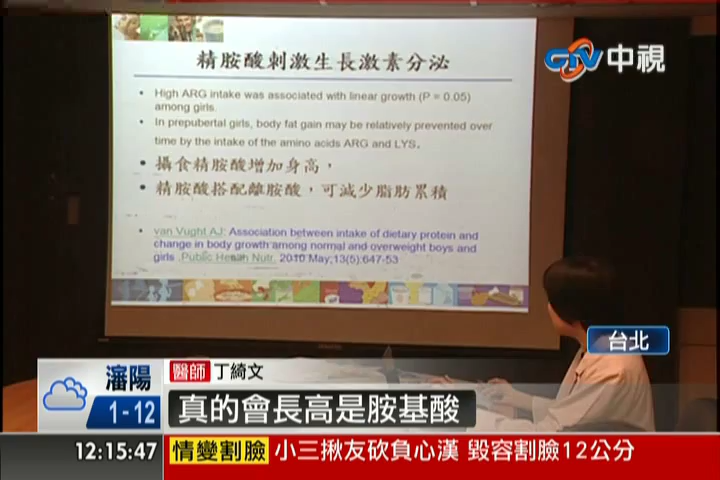 精胺酸刺激生長激素分泌
CTV中視
• High ARG intake was associated with linear growth (P = 0.05)
among girls.
• In prepubertal girls, body fat gain may be relatively prevented over
time by the intake of the amino acids ARG and LYS.
• 攝食精胺酸增加身高，
• 精胺酸搭配離胺酸，可減少脂肪累積
• van Vught AJ: Association between intake of dietary protein and
change in body growth among normal and overweight boys and
girls .Public Health Nutr. 2010 May;13(5):647-53
台北
瀋陽
1-12
醫師 丁綺文
真的會長高是胺基酸
12:15:47 情變割臉 小三揪友砍負心漢 毀容割臉12公分